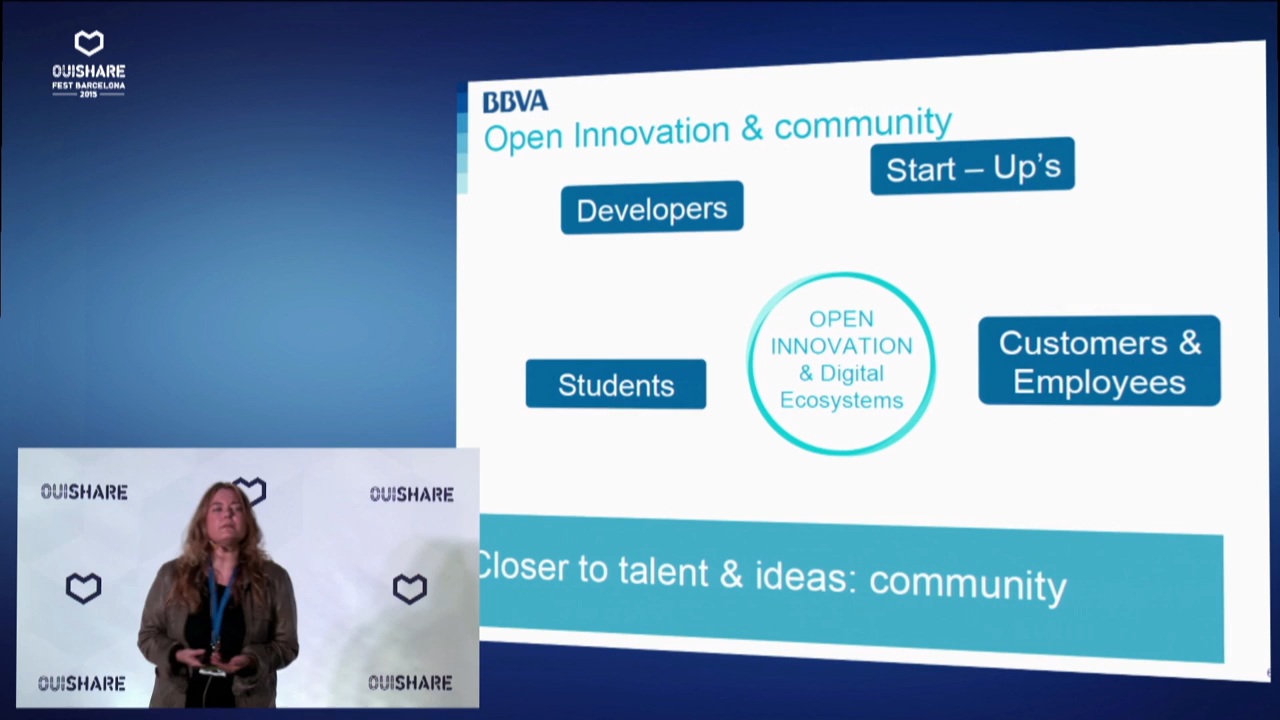 OUISHARE
FEST BARCELONA
2015
BBVA
Open Innovation & community
Start – Up's
Developers
OPEN
INNOVATION
& Digital
Ecosystems
Customers &
Employees
Students
Closer to talent & ideas: community
OUISHARE
OUISHARE
OUISHARE
OUISHARE